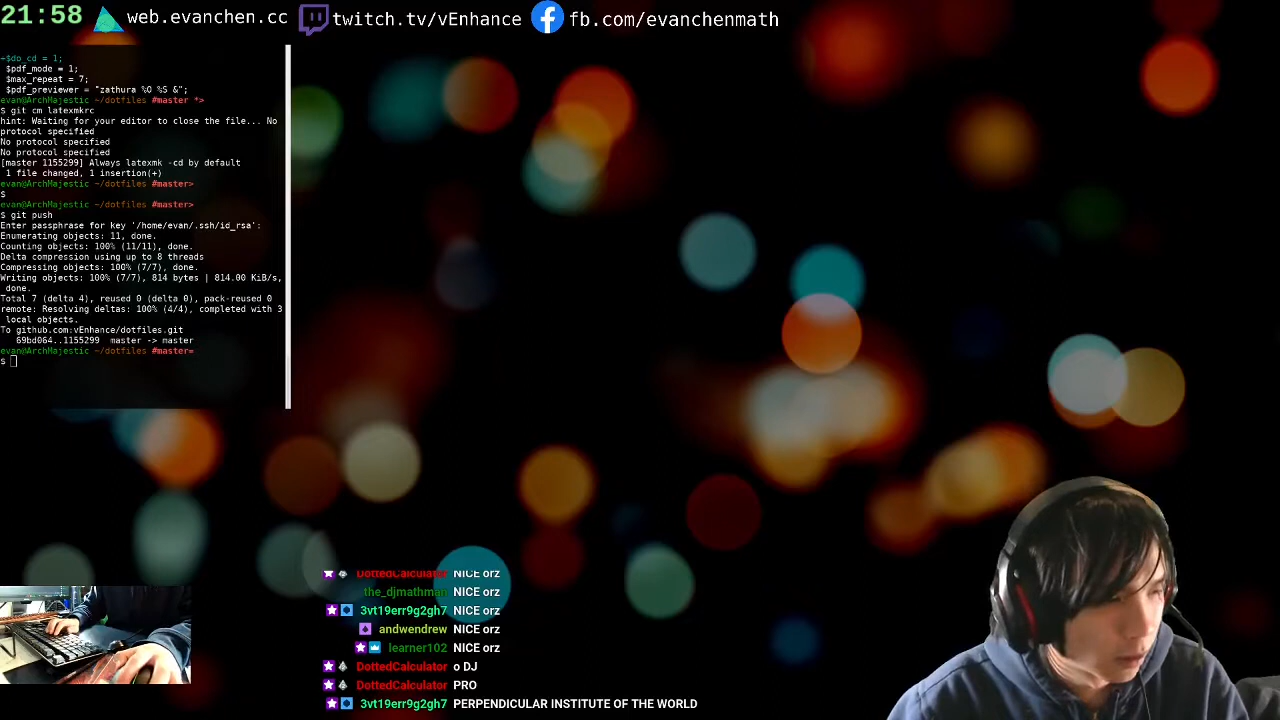 21:58 web.evanchen.cc twitch.tv/vEnhance fb.com/evanchenmath
+$do_cd = 1;
$pdf_mode = 1;
$max_repeat = 7;
$pdf_previewer = "zathura %O %S &";
evan@ArchMajestic ~/dotfiles #master *>
$ git cm latexmkrc
hint: Waiting for your editor to close the file... No
protocol specified
No protocol specified
No protocol specified
[master 1155299] Always latexmk -cd by default
1 file changed, 1 insertion(+)
evan@ArchMajestic ~/dotfiles #master>
$
evan@ArchMajestic ~/dotfiles #master>
$ git push
Enter passphrase for key '/home/evan/.ssh/id_rsa':
Enumerating objects: 11, done.
Counting objects: 100% (11/11), done.
Delta compression using up to 8 threads
Compressing objects: 100% (7/7), done.
Writing objects: 100% (7/7), 814 bytes | 814.00 KiB/s,
done.
Total 7 (delta 4), reused 0 (delta 0), pack-reused 0
remote: Resolving deltas: 100% (4/4), completed with 3
local objects.
To github.com:vEnhance/dotfiles.git
69bd064..1155299 master -> master
evan@ArchMajestic ~/dotfiles #master=
$
DottedCalculator NICE orz
the_djmathman NICE orz
3vt19err9g2gh7 NICE orz
andwendrew NICE orz
learner102 NICE orz
DottedCalculator o DJ
DottedCalculator PRO
3vt19err9g2gh7 PERPENDICULAR INSTITUTE OF THE WORLD